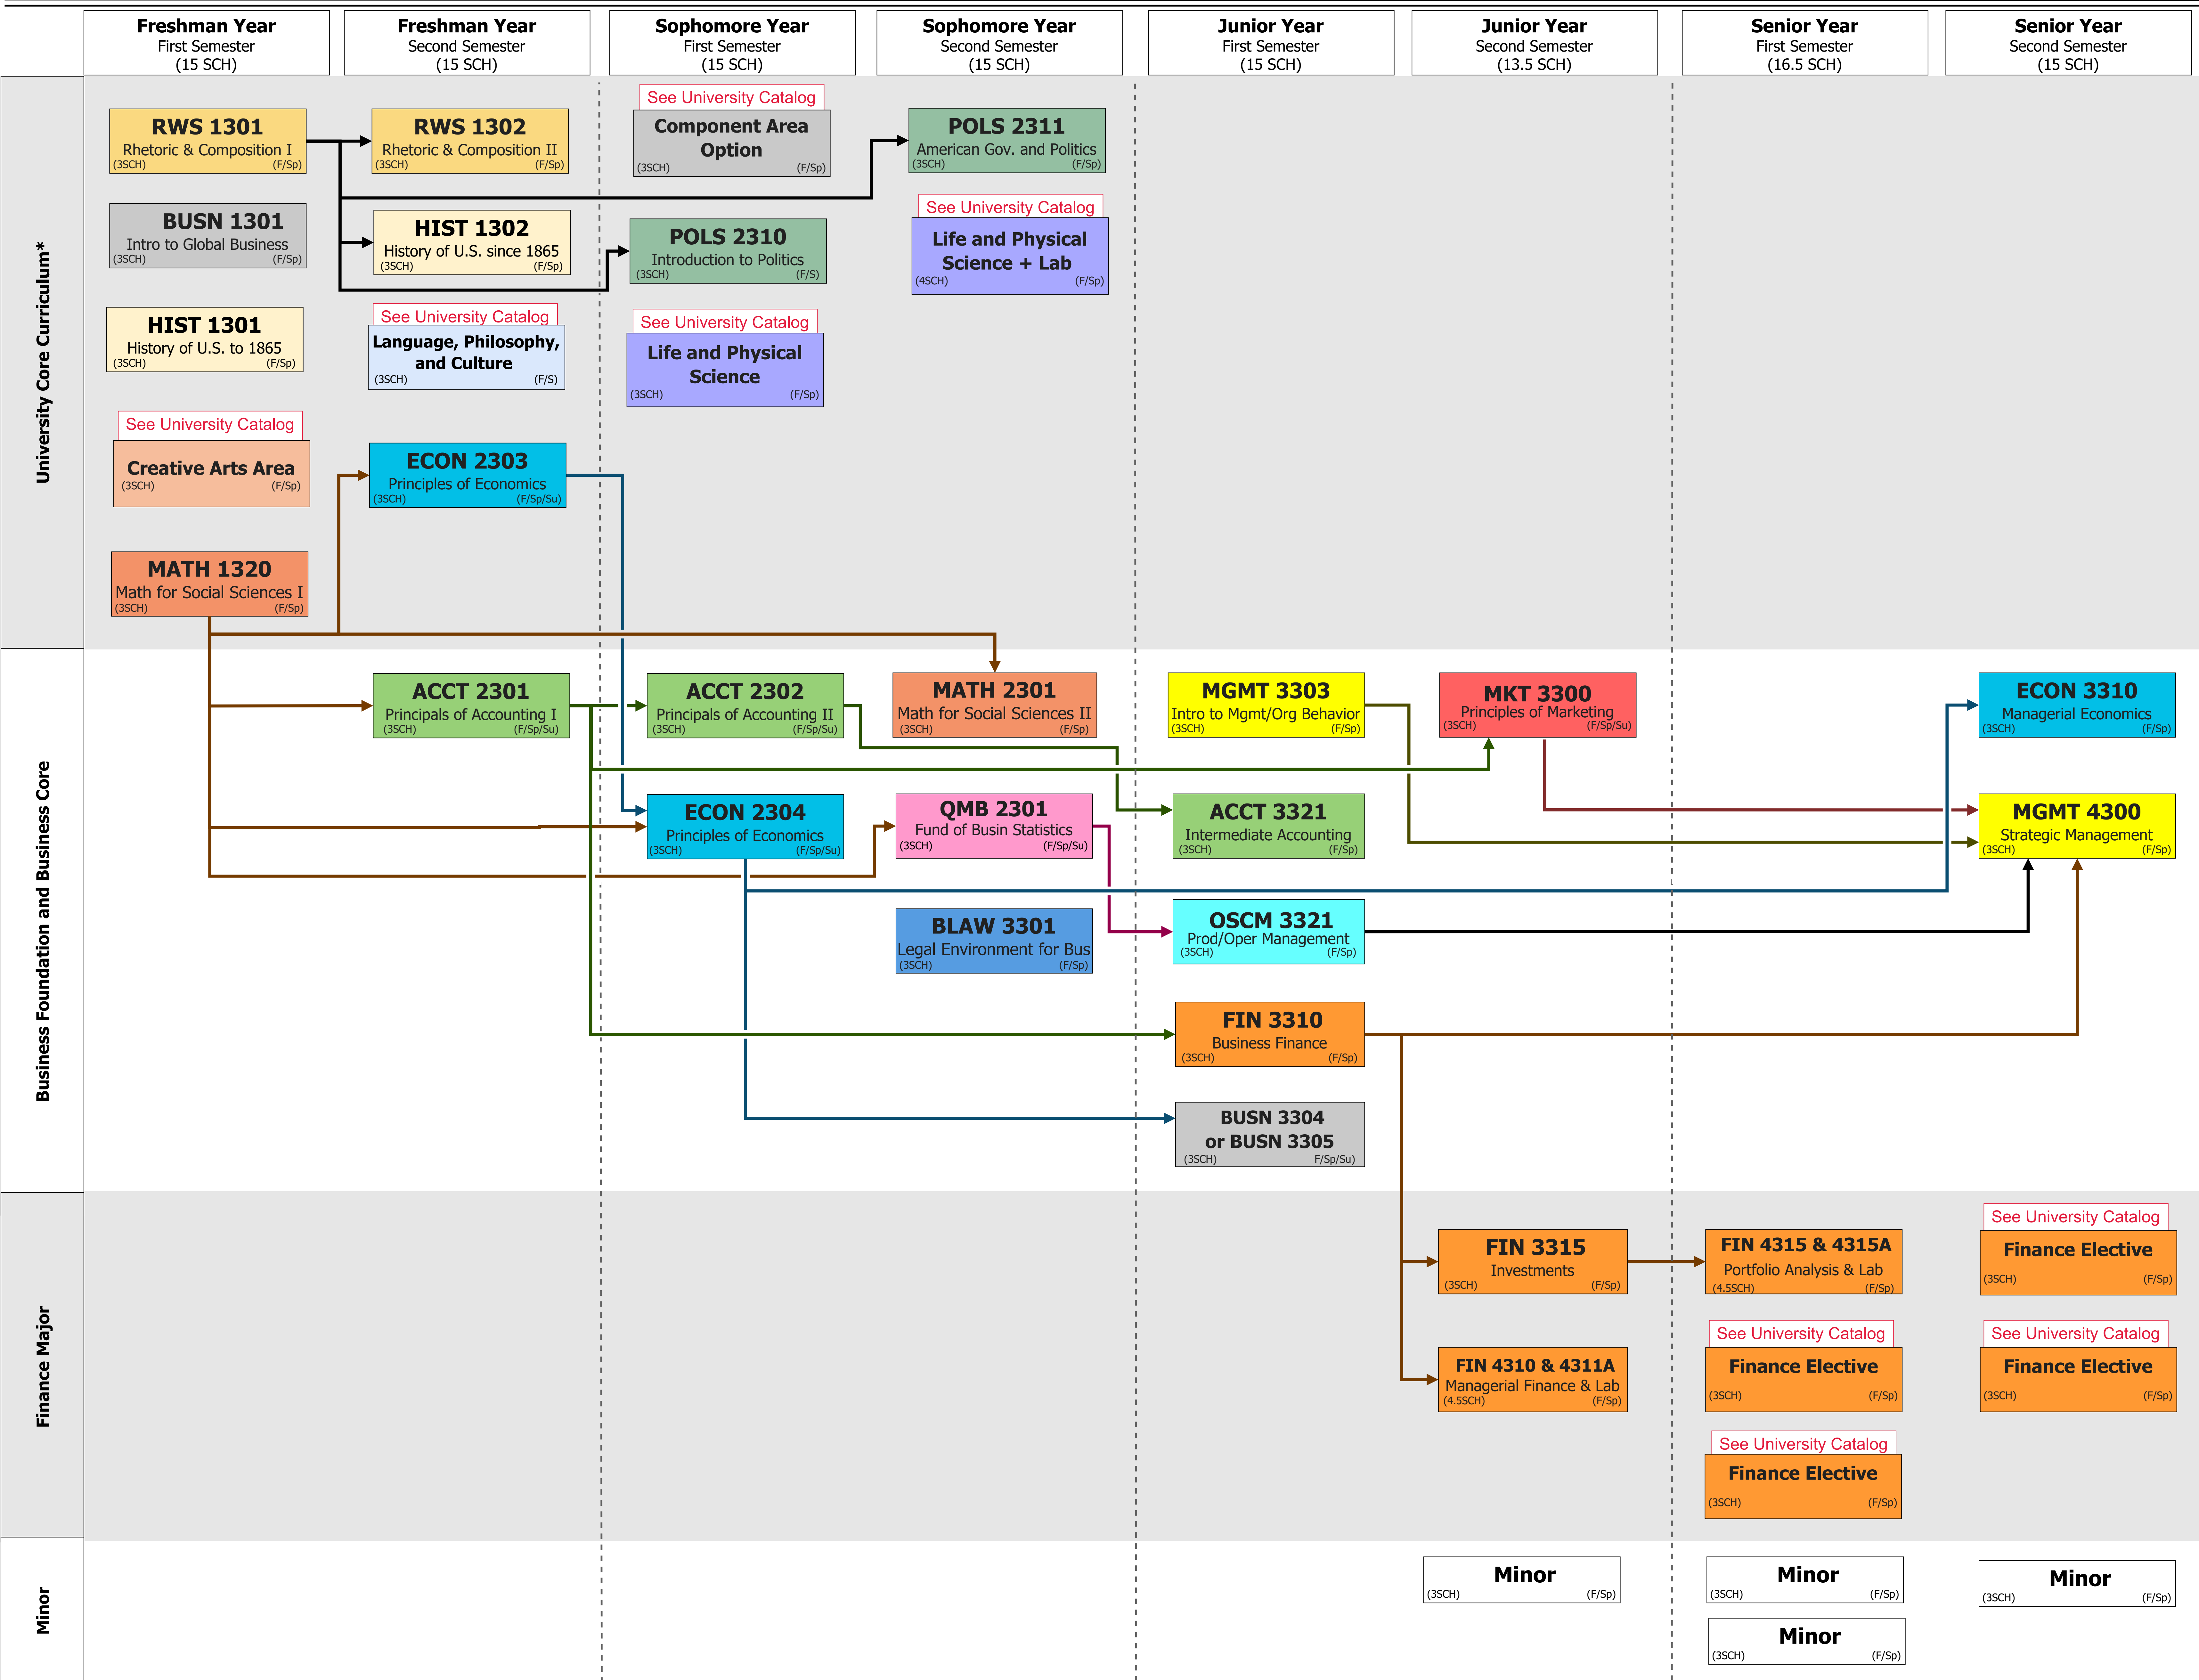 Freshman Year
First Semester
(15 SCH)
Freshman Year
Second Semester
(15 SCH)
Sophomore Year
First Semester
(15 SCH)
Sophomore Year
Second Semester
(15 SCH)
Junior Year
First Semester
(15 SCH)
Junior Year
Second Semester
(13.5 SCH)
Senior Year
First Semester
(16.5 SCH)
Senior Year
Second Semester
(15 SCH)
University Core Curriculum*
RWS 1301
Rhetoric & Composition I
(3SCH) (F/Sp)
BUSN 1301
Intro to Global Business
(3SCH) (F/Sp)
HIST 1301
History of U.S. to 1865
(3SCH) (F/Sp)
See University Catalog
Creative Arts Area
(3SCH) (F/Sp)
MATH 1320
Math for Social Sciences I
(3SCH) (F/Sp)
RWS 1302
Rhetoric & Composition II
(3SCH) (F/Sp)
HIST 1302
History of U.S. since 1865
(3SCH) (F/Sp)
See University Catalog
Language, Philosophy,
and Culture
(3SCH) (F/S)
ECON 2303
Principles of Economics
(3SCH) (F/Sp/Su)
See University Catalog
Component Area
Option
(3SCH) (F/Sp)
POLS 2310
Introduction to Politics
(3SCH) (F/S)
See University Catalog
Life and Physical
Science
(3SCH) (F/Sp)
POLS 2311
American Gov. and Politics
(3SCH) (F/Sp)
See University Catalog
Life and Physical
Science + Lab
(4SCH) (F/Sp)
Business Foundation and Business Core
ACCT 2301
Principals of Accounting I
(3SCH) (F/Sp/Su)
ACCT 2302
Principals of Accounting II
(3SCH) (F/Sp/Su)
ECON 2304
Principles of Economics
(3SCH) (F/Sp/Su)
MATH 2301
Math for Social Sciences II
(3SCH) (F/Sp)
QMB 2301
Fund of Busin Statistics
(3SCH) (F/Sp/Su)
BLAW 3301
Legal Environment for Bus
(3SCH) (F/Sp)
MGMT 3303
Intro to Mgmt/Org Behavior
(3SCH) (F/Sp)
ACCT 3321
Intermediate Accounting
(3SCH) (F/Sp)
OSCM 3321
Prod/Oper Management
(3SCH) (F/Sp)
FIN 3310
Business Finance
(3SCH) (F/Sp)
BUSN 3304
or BUSN 3305
(3SCH) F/Sp/Su)
MKT 3300
Principles of Marketing
(3SCH) (F/Sp/Su)
ECON 3310
Managerial Economics
(3SCH) (F/Sp)
MGMT 4300
Strategic Management
(3SCH) (F/Sp)
Finance Major
FIN 3315
Investments
(3SCH) (F/Sp)
FIN 4310 & 4311A
Managerial Finance & Lab
(4.5SCH) (F/Sp)
FIN 4315 & 4315A
Portfolio Analysis & Lab
(4.5SCH) (F/Sp)
See University Catalog
Finance Elective
(3SCH) (F/Sp)
See University Catalog
Finance Elective
(3SCH) (F/Sp)
See University Catalog
Finance Elective
(3SCH) (F/Sp)
See University Catalog
Finance Elective
(3SCH) (F/Sp)
Minor
Minor
(3SCH) (F/Sp)
Minor
(3SCH) (F/Sp)
Minor
(3SCH) (F/Sp)
Minor
(3SCH) (F/Sp)